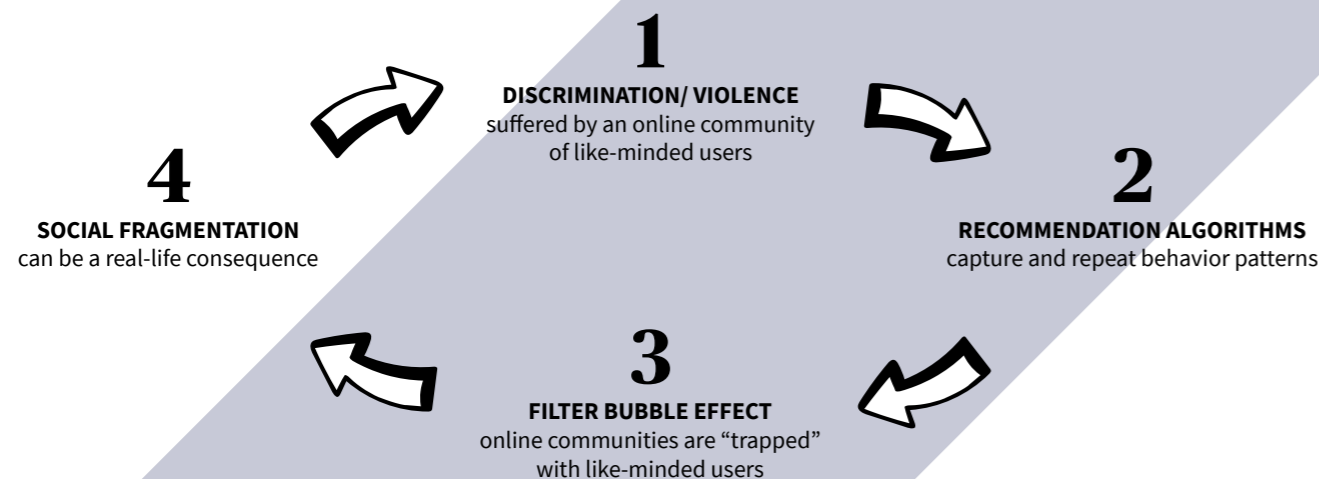 1
DISCRIMINATION/ VIOLENCE
suffered by an online community
of like-minded users
2
RECOMMENDATION ALGORITHMS
capture and repeat behavior patterns
3
FILTER BUBBLE EFFECT
online communities are “trapped”
with like-minded users
4
SOCIAL FRAGMENTATION
can be a real-life consequence